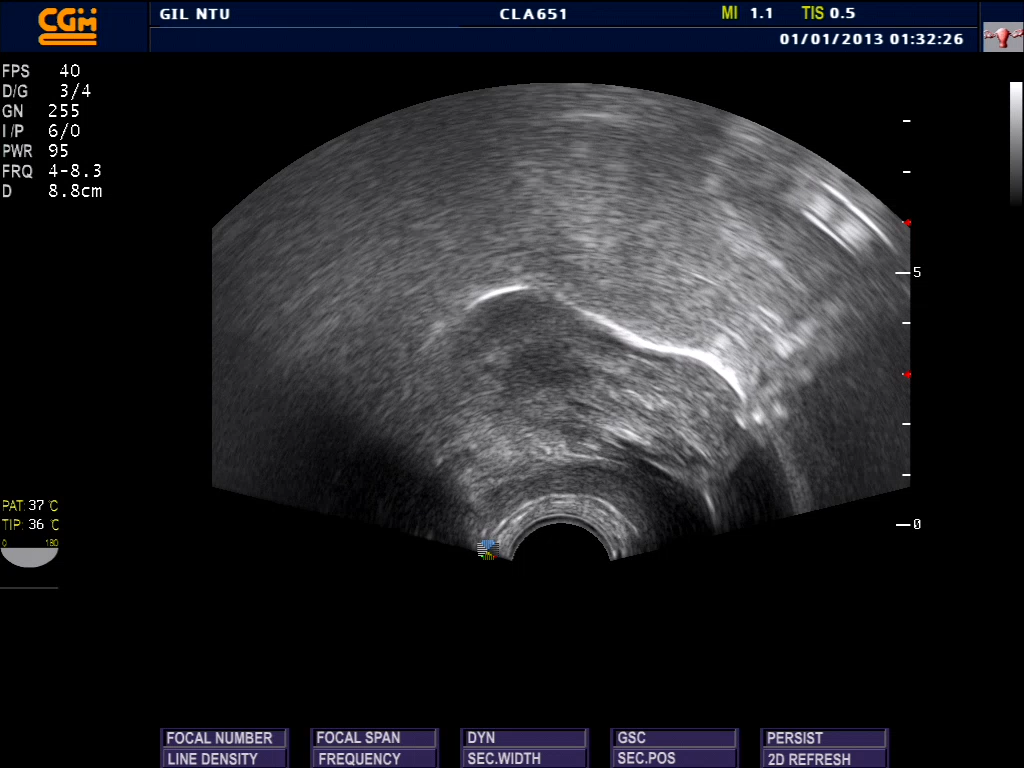 CGM
GIL NTU
CLA651
MI 1.1 TIS 0.5
01/01/2013 01:32:26
FPS 40
D/G 3/4
GN 255
I/P 6/0
PWR 95
FRQ 4-8.3
D 8.8cm
5
PAT: 37 °C
TIP: 36 °C
0 180
0
FOCAL NUMBER
LINE DENSITY
FOCAL SPAN
FREQUENCY
DYN
SEC.WIDTH
GSC
SEC.POS
PERSIST
2D REFRESH